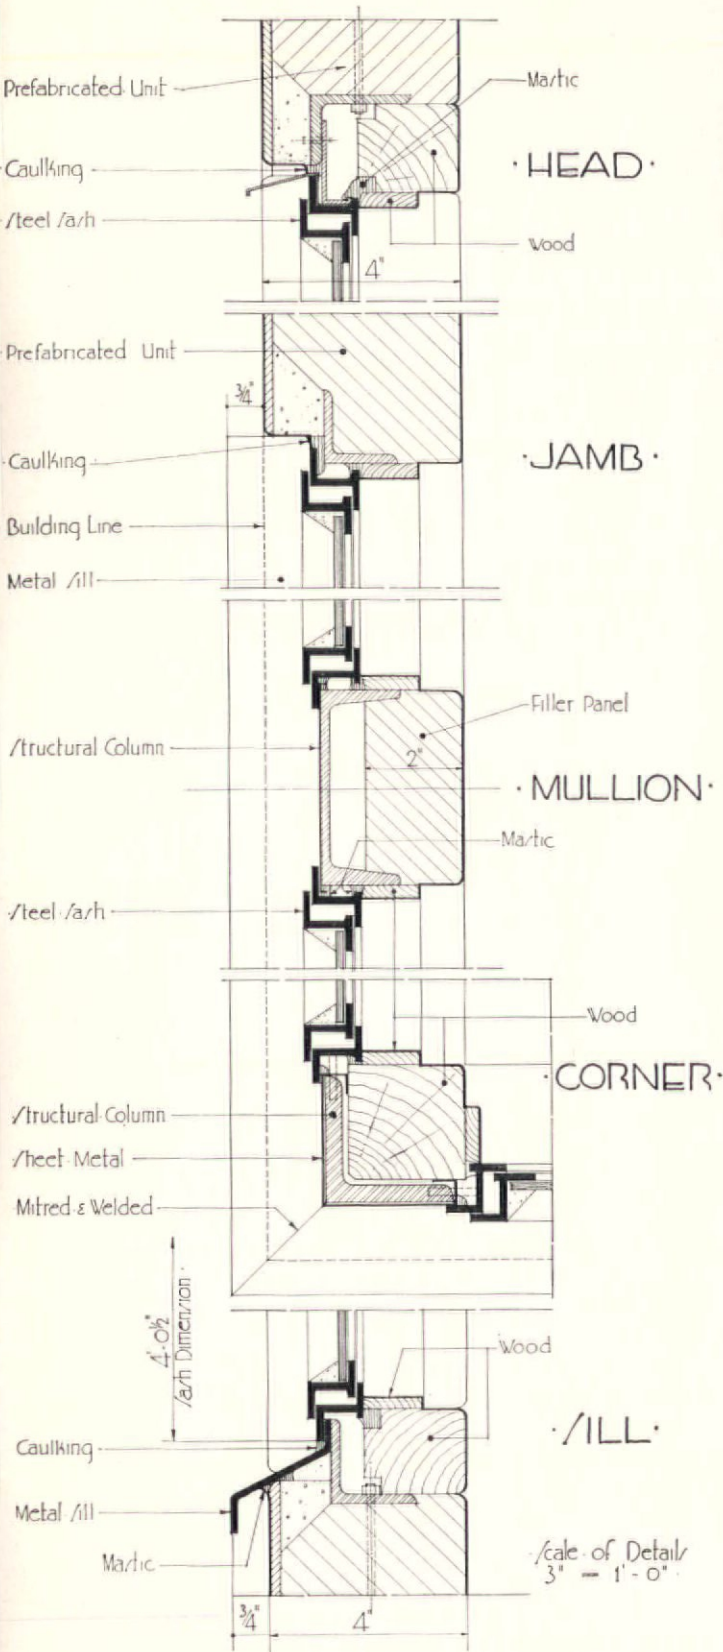 Prefabricated Unit
Mastic
· HEAD ·
Caulking
Steel Sash
Wood
4"
Prefabricated Unit
3/4"
· JAMB ·
Caulking
Building Line
Metal Sill
Filler Panel
Structural Column
2"
· MULLION ·
Mastic
Steel Sash
Wood
· CORNER ·
Structural Column
Sheet Metal
Mitred & Welded
4'-0½"
Sash Dimension
Wood
· SILL ·
Caulking
Metal Sill
Mastic
Scale of Details
3" = 1'-0"
3/4"
4"